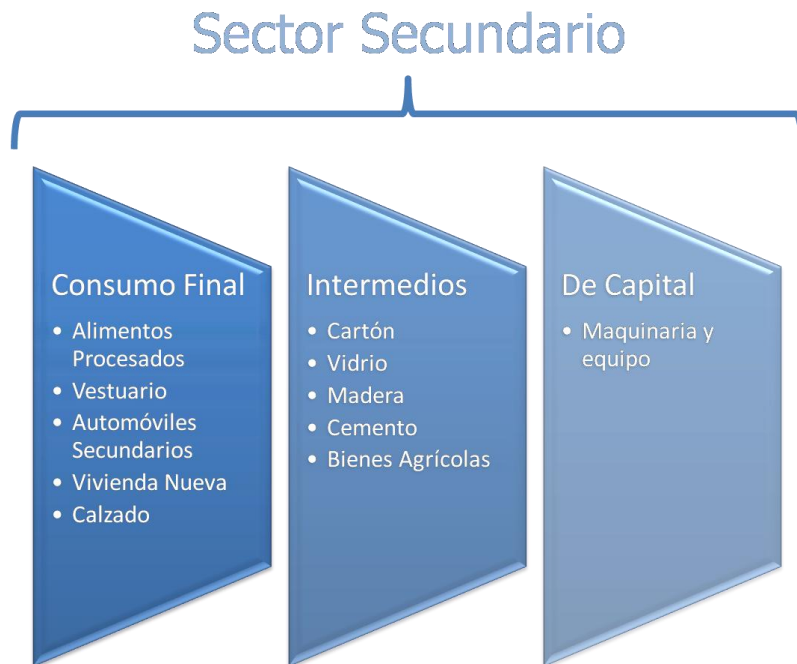 Sector Secundario
Consumo Final
• Alimentos
Procesados
• Vestuario
• Automóviles
Secundarios
• Vivienda Nueva
• Calzado
Intermedios
• Cartón
• Vidrio
• Madera
• Cemento
• Bienes Agrícolas
De Capital
• Maquinaria y
equipo